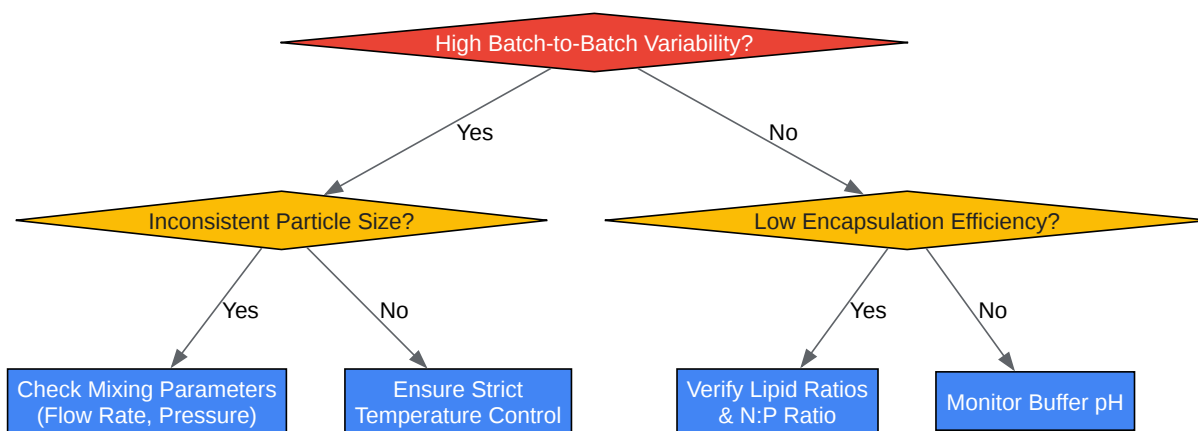 High Batch-to-Batch Variability?
Yes
No
Inconsistent Particle Size?
Low Encapsulation Efficiency?
Yes
No
Yes
No
Check Mixing Parameters
(Flow Rate, Pressure)
Ensure Strict
Temperature Control
Verify Lipid Ratios
& N:P Ratio
Monitor Buffer pH